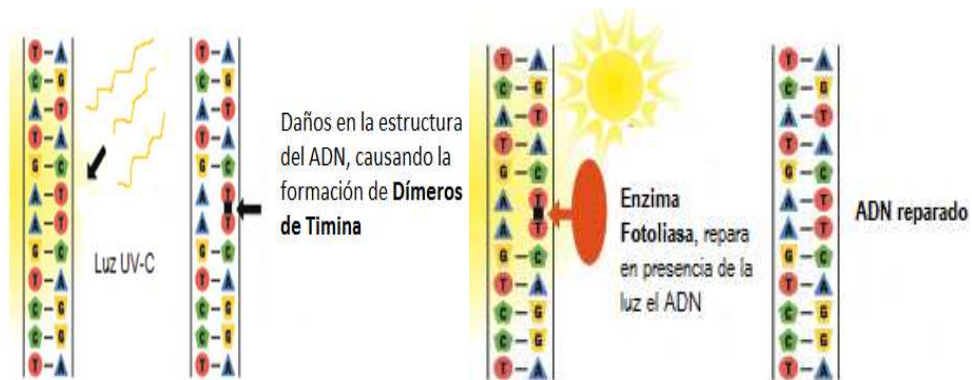 T-A
C-G
A-T
T-A
G-C
A-T
A-T
G-C
T-A
C-G
C-G
T-A
Luz UV-C
T-A
C-G
A-T
T-A
G-C
A T
A T
G-C
T-A
C-G
C-G
T-A
Daños en la estructura
del ADN, causando la
formación de Dímeros
de Timina
T-A
C-G
A-T
T-A
G-C
A T
A T
G-C
T-A
C-G
C-G
T-A
Enzima
Fotoliasa, repara
en presencia de la
luz el ADN
T-A
C-G
A-T
T-A
G-C
A-T
A-T
G-C
T-A
C-G
C-G
T-A
ADN reparado